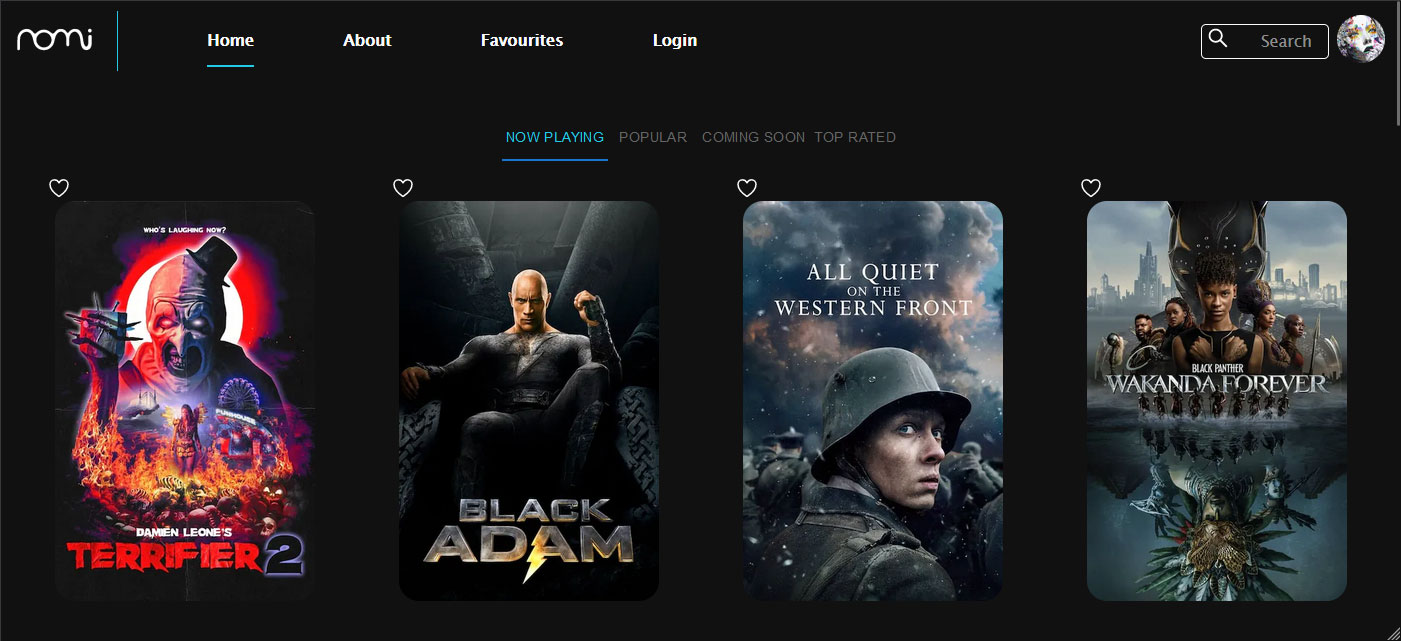 nomi
Home
About
Favourites
Login
Search
NOW PLAYING
POPULAR
COMING SOON
TOP RATED
WHO'S LAUGHING NOW?
FUNHOUSE
DAMIEN LEONE'S
TERRIFIER 2
BLACK
ADAM
ALL QUIET
ON THE
WESTERN FRONT
BLACK PANTHER
WAKANDA FOREVER